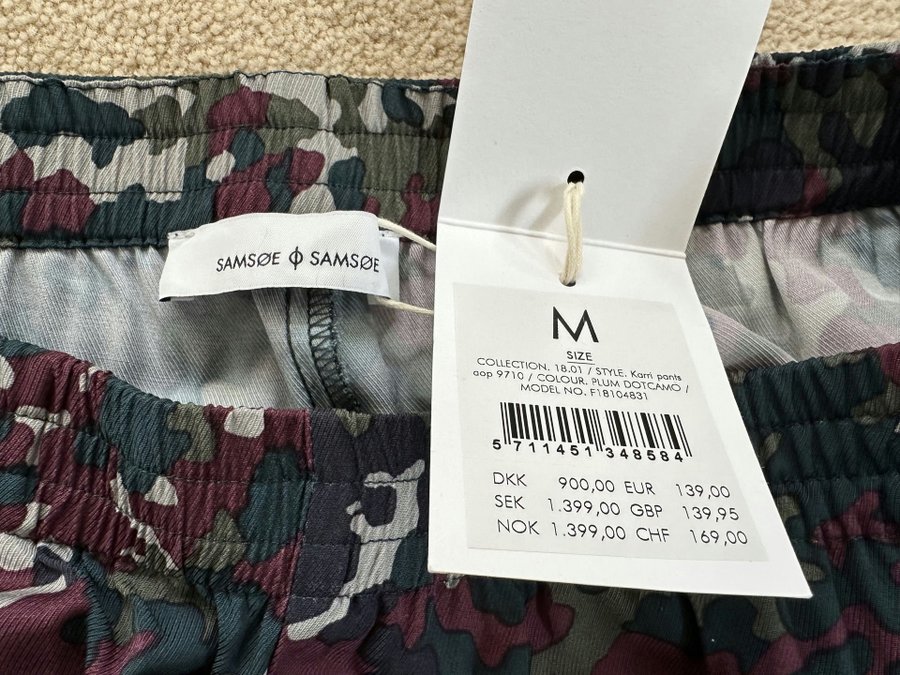 SAMSØE ϕ SAMSØE
M
SIZE
COLLECTION. 18.01 / STYLE. Karri pants
aop 9710 / COLOUR. PLUM DOTCAMO /
MODEL NO. F18104831
5 711451 348584
DKK 900,00 EUR 139,00
SEK 1.399,00 GBP 139,95
NOK 1.399,00 CHF 169,00